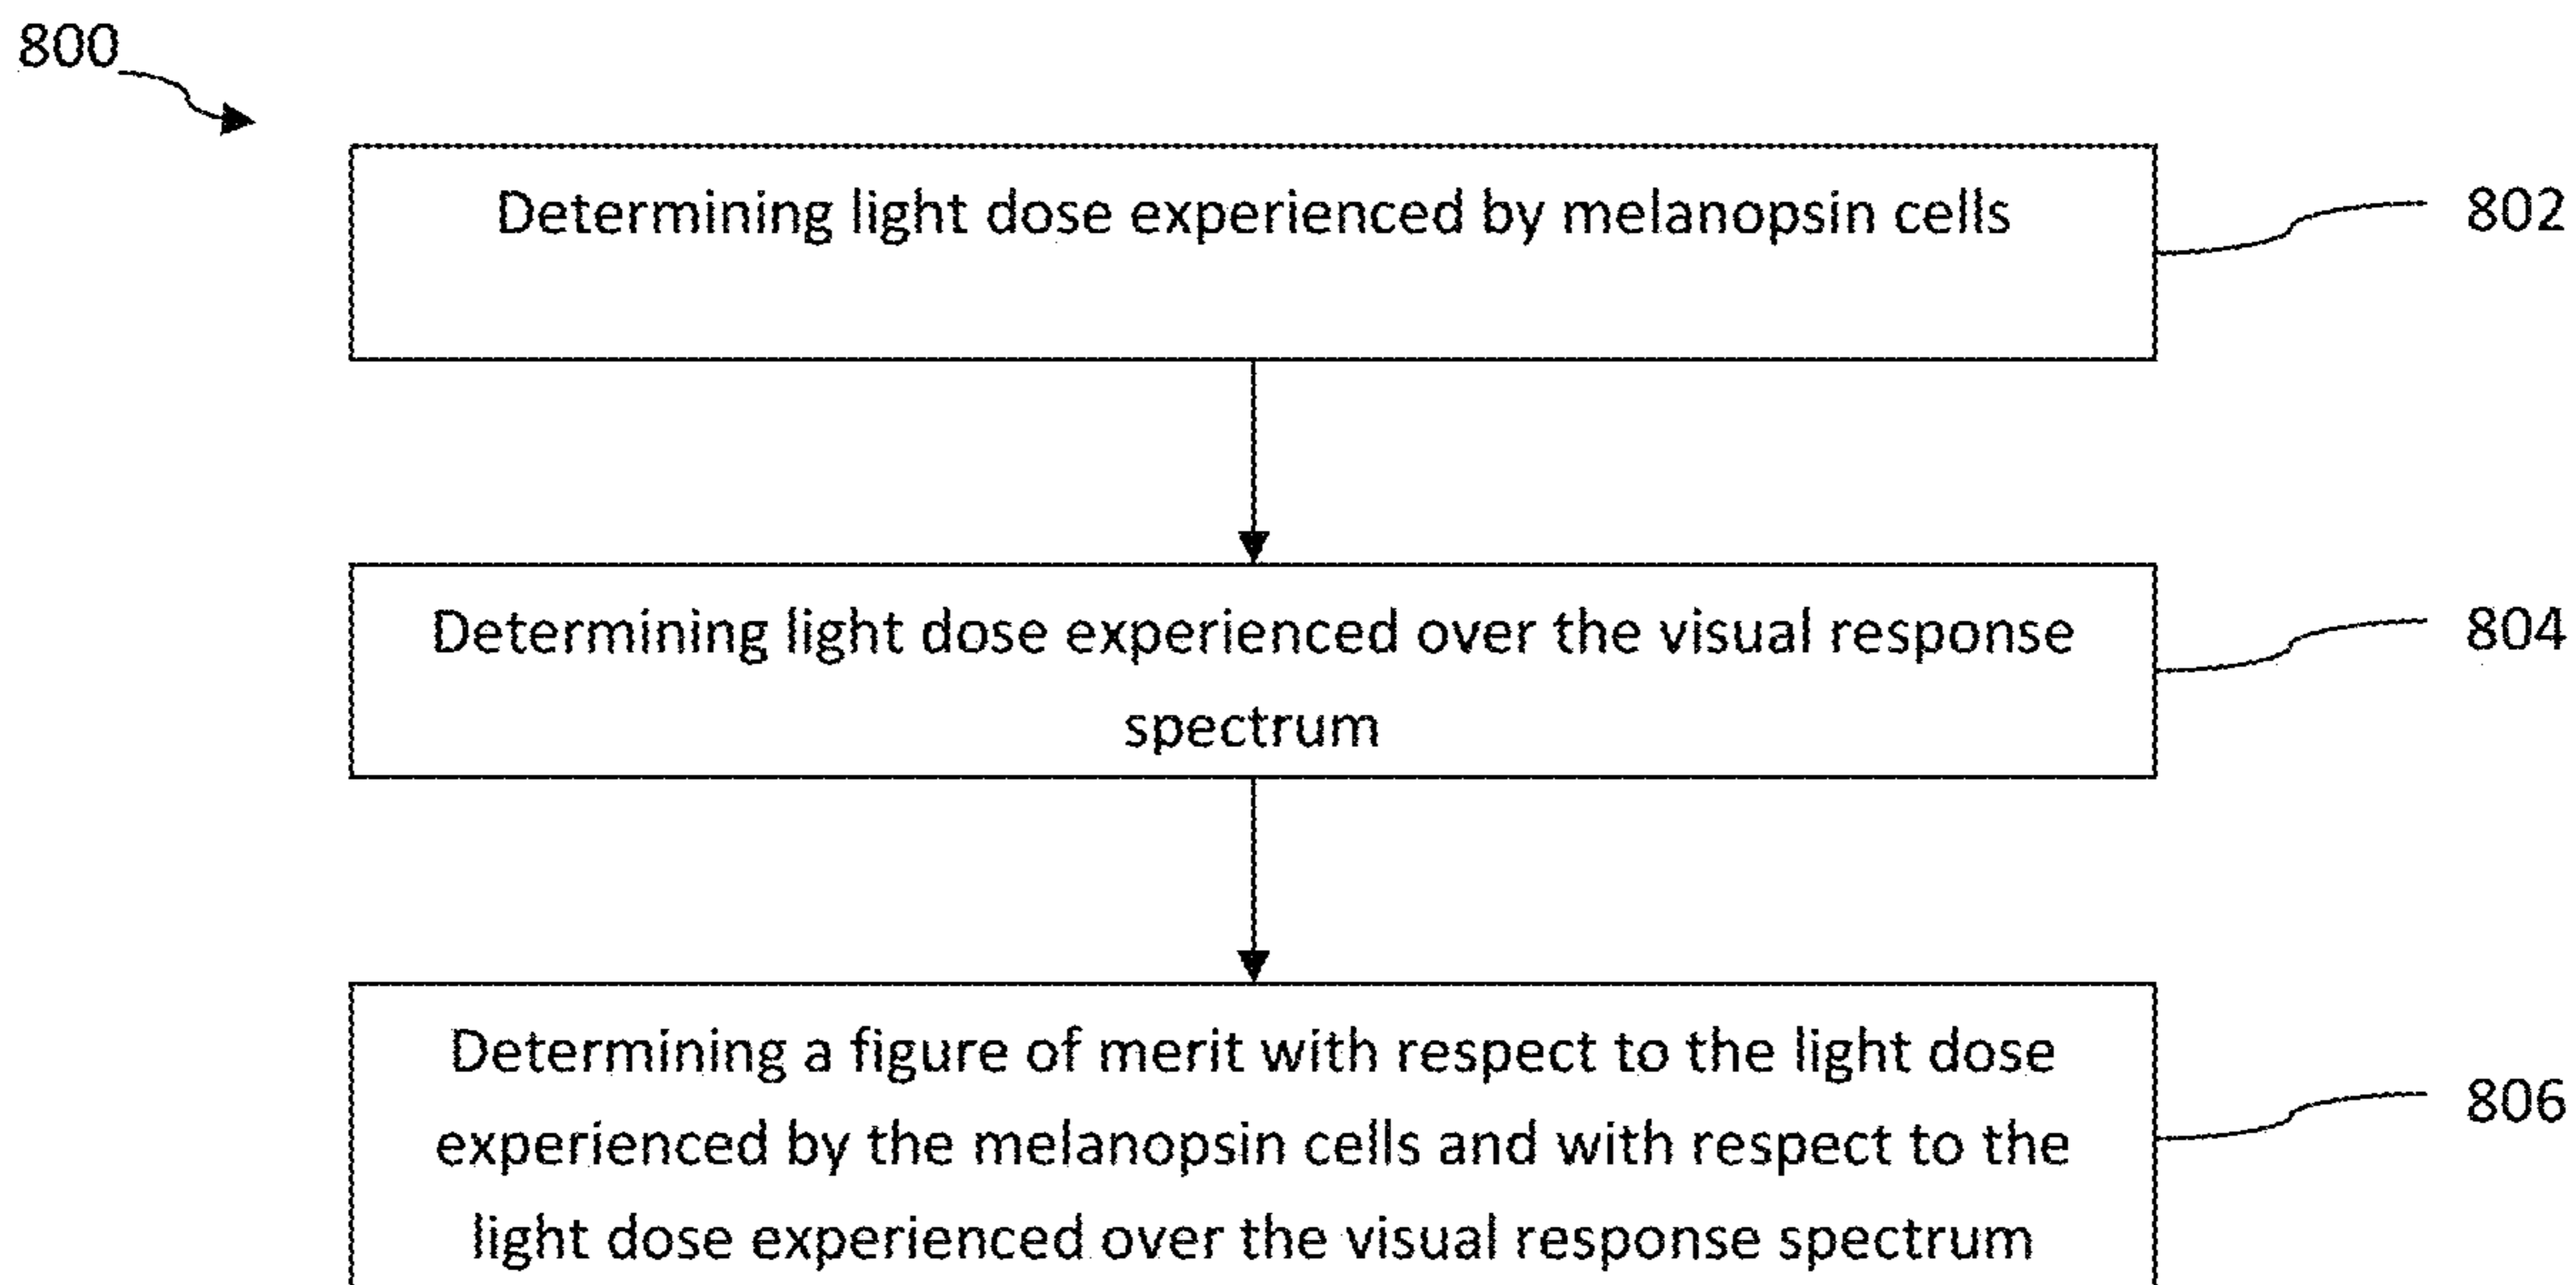 800
Determining light dose experienced by melanopsin cells
802
Determining light dose experienced over the visual response
spectrum
804
Determining a figure of merit with respect to the light dose
experienced by the melanopsin cells and with respect to the
light dose experienced over the visual response spectrum
806